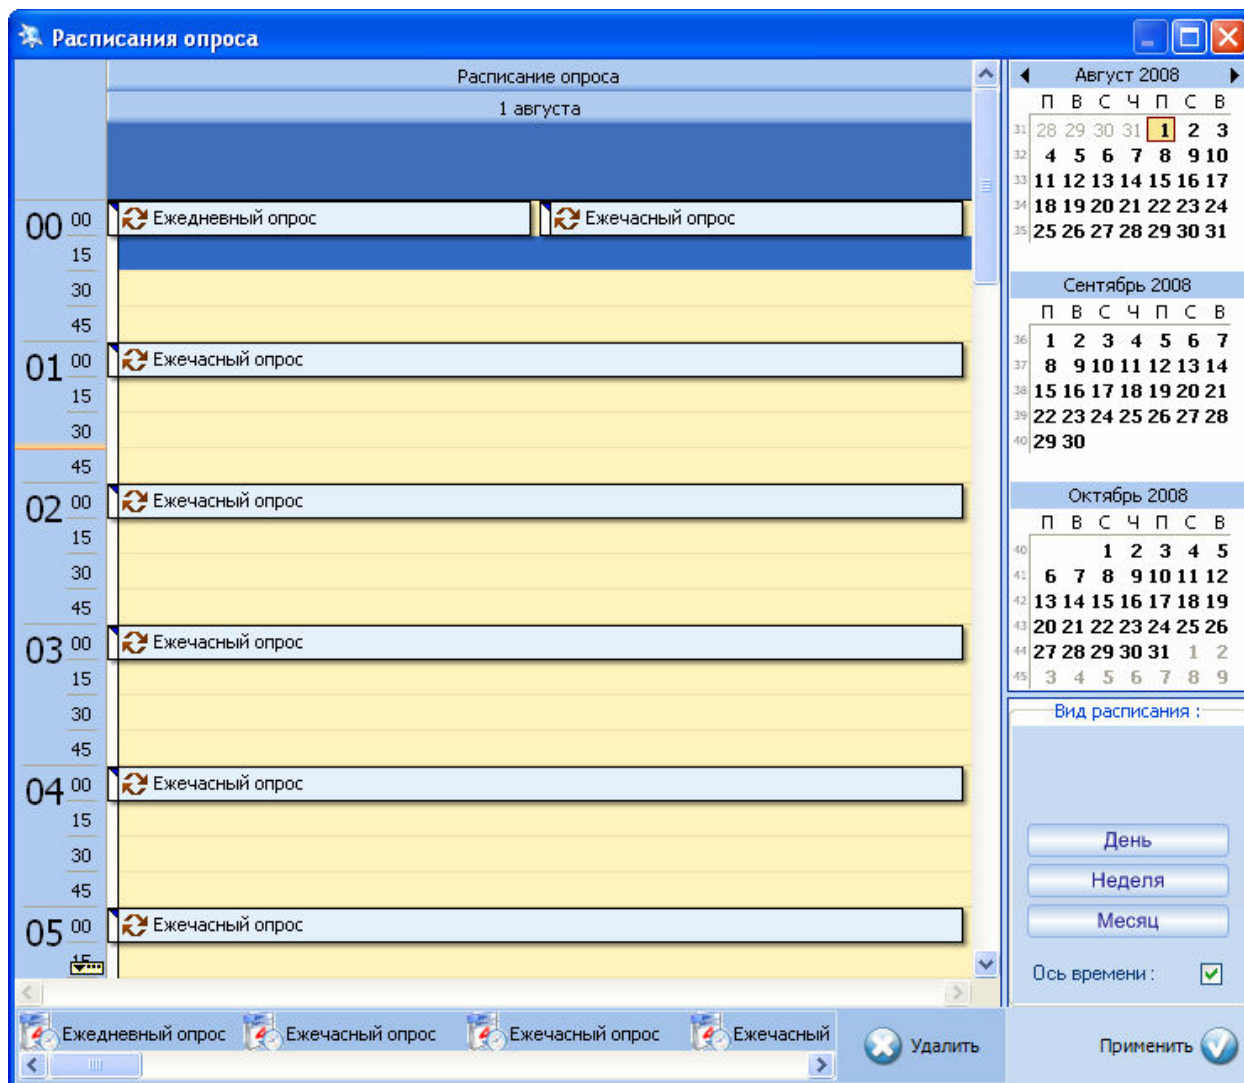 Расписания опроса
Расписание опроса
1 августа
00 00 Ежедневный опрос Ежечасный опрос
15
30
45
01 00 Ежечасный опрос
15
30
45
02 00 Ежечасный опрос
15
30
45
03 00 Ежечасный опрос
15
30
45
04 00 Ежечасный опрос
15
30
45
05 00 Ежечасный опрос
15
Август 2008
П В С Ч П С В
31 28 29 30 31 1 2 3
32 4 5 6 7 8 9 10
33 11 12 13 14 15 16 17
34 18 19 20 21 22 23 24
35 25 26 27 28 29 30 31
Сентябрь 2008
П В С Ч П С В
36 1 2 3 4 5 6 7
37 8 9 10 11 12 13 14
38 15 16 17 18 19 20 21
39 22 23 24 25 26 27 28
40 29 30
Октябрь 2008
П В С Ч П С В
40 1 2 3 4 5
41 6 7 8 9 10 11 12
42 13 14 15 16 17 18 19
43 20 21 22 23 24 25 26
44 27 28 29 30 31 1 2
45 3 4 5 6 7 8 9
Вид расписания :
День
Неделя
Месяц
Ось времени :
Ежедневный опрос Ежечасный опрос Ежечасный опрос Ежечасный
Удалить
Применить